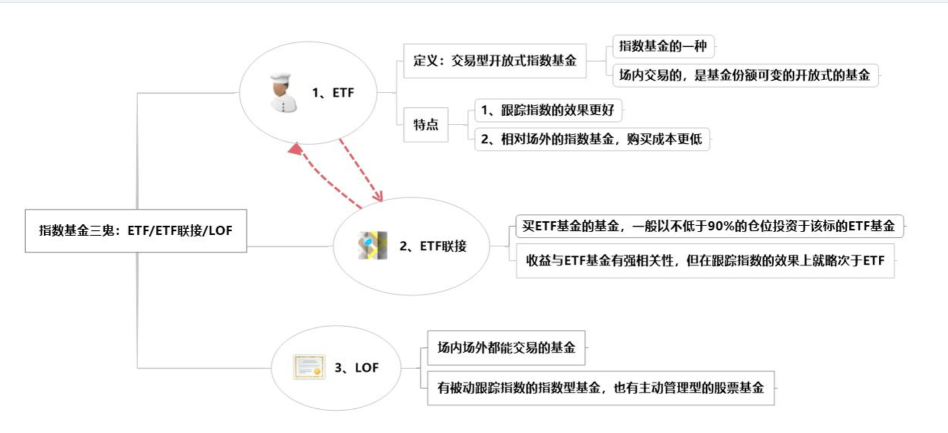 指数基金三鬼：ETF/ETF联接/LOF
1、ETF
定义：交易型开放式指数基金
指数基金的一种
场内交易的，是基金份额可变的开放式的基金
特点
1、跟踪指数的效果更好
2、相对场外的指数基金，购买成本更低
2、ETF联接
买ETF基金的基金，一般以不低于90%的仓位投资于该标的ETF基金
收益与ETF基金有强相关性，但在跟踪指数的效果上就略次于ETF
3、LOF
场内场外都能交易的基金
有被动跟踪指数的指数型基金，也有主动管理型的股票基金